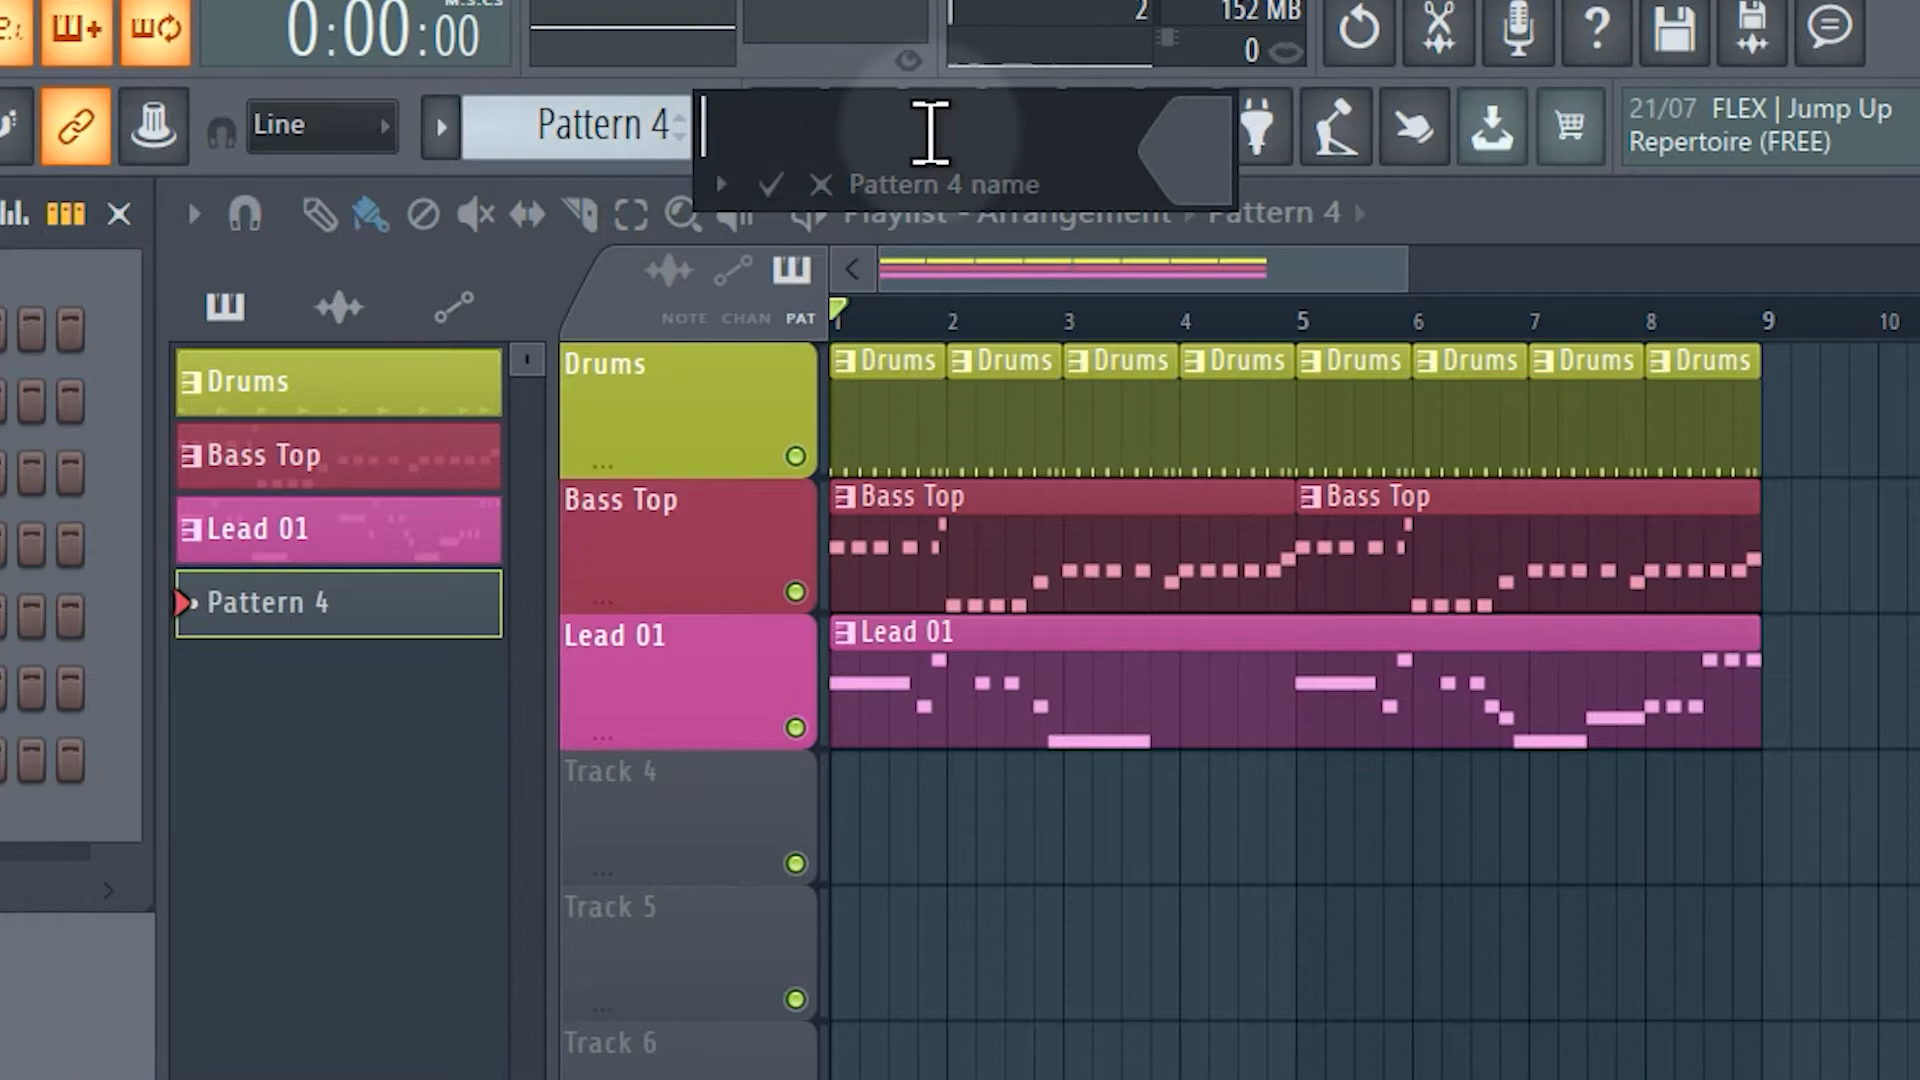 0:00:00
M:S:CS
2
152 MB
0
Line
Pattern 4
Pattern 4 name
21/07 FLEX | Jump Up
Repertoire (FREE)
Playlist - Arrangement
Pattern 4
NOTE CHAN PAT
1 2 3 4 5 6 7 8 9 10
Drums
Bass Top
Lead 01
Pattern 4
Drums
Drums Drums Drums Drums Drums Drums Drums Drums
Bass Top
Bass Top Bass Top
Lead 01
Lead 01
Track 4
Track 5
Track 6